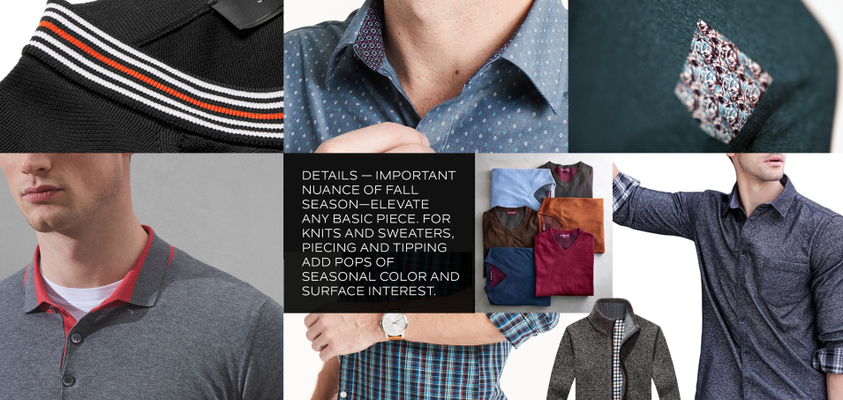 DETAILS — IMPORTANT
NUANCE OF FALL
SEASON—ELEVATE
ANY BASIC PIECE. FOR
KNITS AND SWEATERS,
PIECING AND TIPPING
ADD POPS OF
SEASONAL COLOR AND
SURFACE INTEREST.